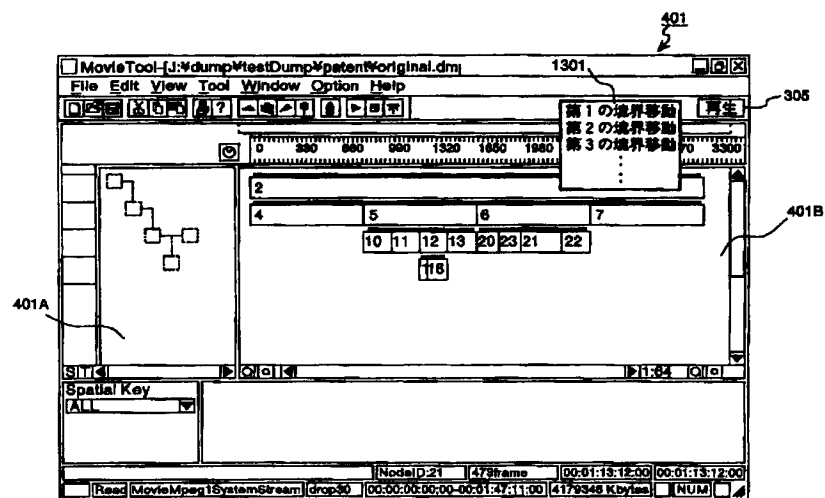 401
MovieTool-[J:¥dump¥testDump¥patent¥original.dm
1301
File Edit View Tool Window Option Help
305
再生
第1の境界移動
第2の境界移動
第3の境界移動
0 330 660 990 1320 1650 1980 70 3300
2
4 5 6 7
10 11 12 13 20 23 21 22
16
401B
401A
S T
1:64
Spatial Key
ALL
NodeID:21 479frame 00:01:13:12:00 00:01:13:12:00
Read MovieMpeg1SystemStream drop30 00:00:00:00:00-00:01:47:11:00 4179346 Kbytes NUM